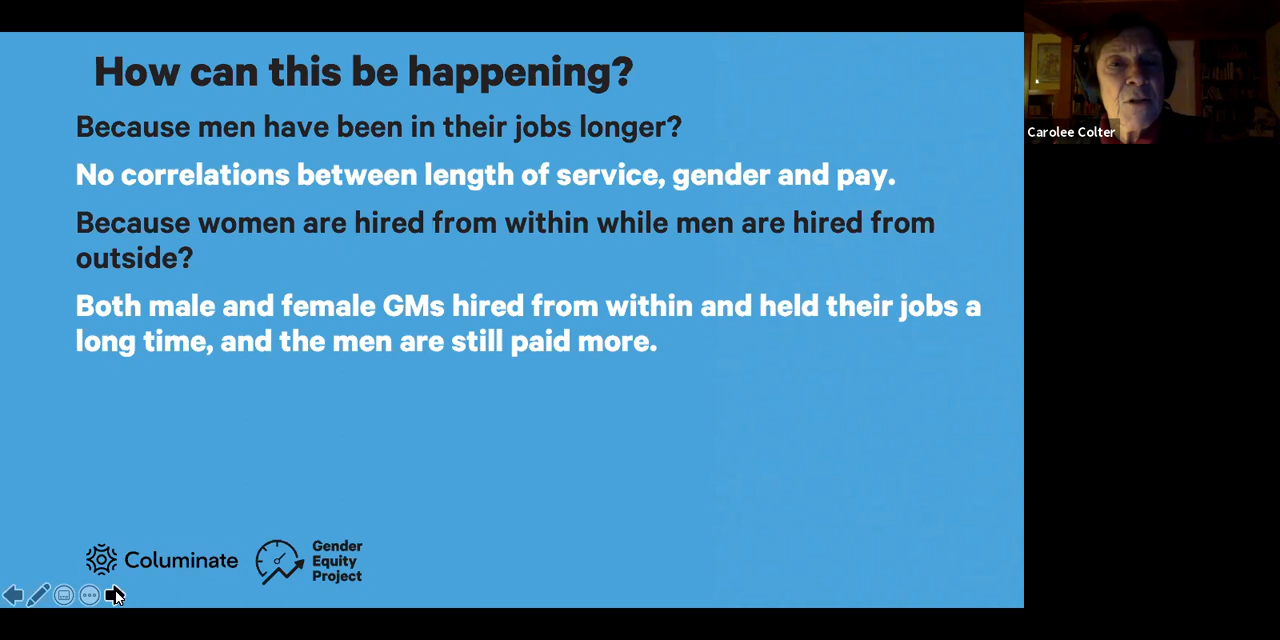 How can this be happening?
Because men have been in their jobs longer?
No correlations between length of service, gender and pay.
Because women are hired from within while men are hired from
outside?
Both male and female GMs hired from within and held their jobs a
long time, and the men are still paid more.
Columinate
Gender
Equity
Project
Carolee Colter